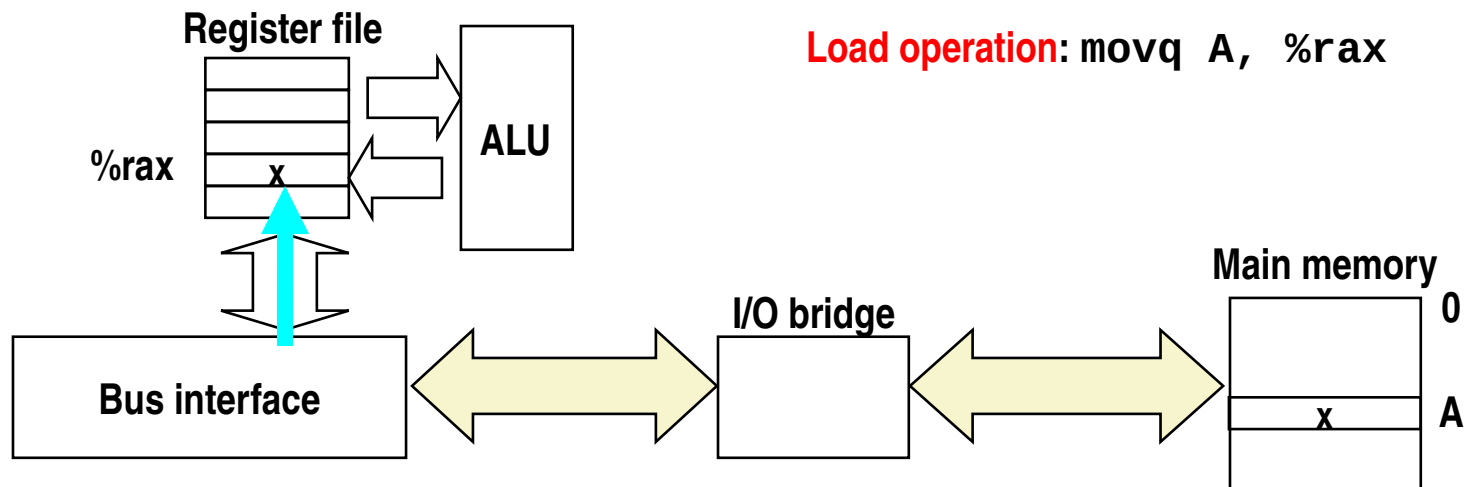 Register file
Load operation: movq A, %rax
ALU
%rax
x
Main memory
0
I/O bridge
Bus interface
x
A